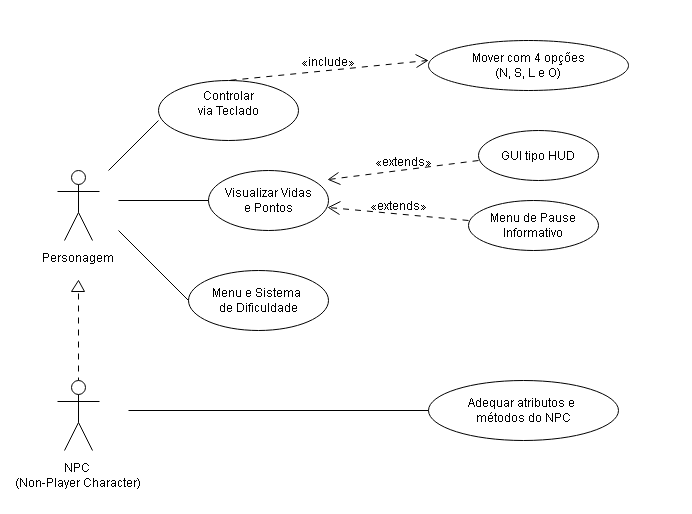 «include»
Mover com 4 opções
(N, S, L e O)
Controlar
via Teclado
«extends»
GUI tipo HUD
Visualizar Vidas
e Pontos
«extends»
Menu de Pause
Informativo
Personagem
Menu e Sistema
de Dificuldade
Adequar atributos e
métodos do NPC
NPC
(Non-Player Character)